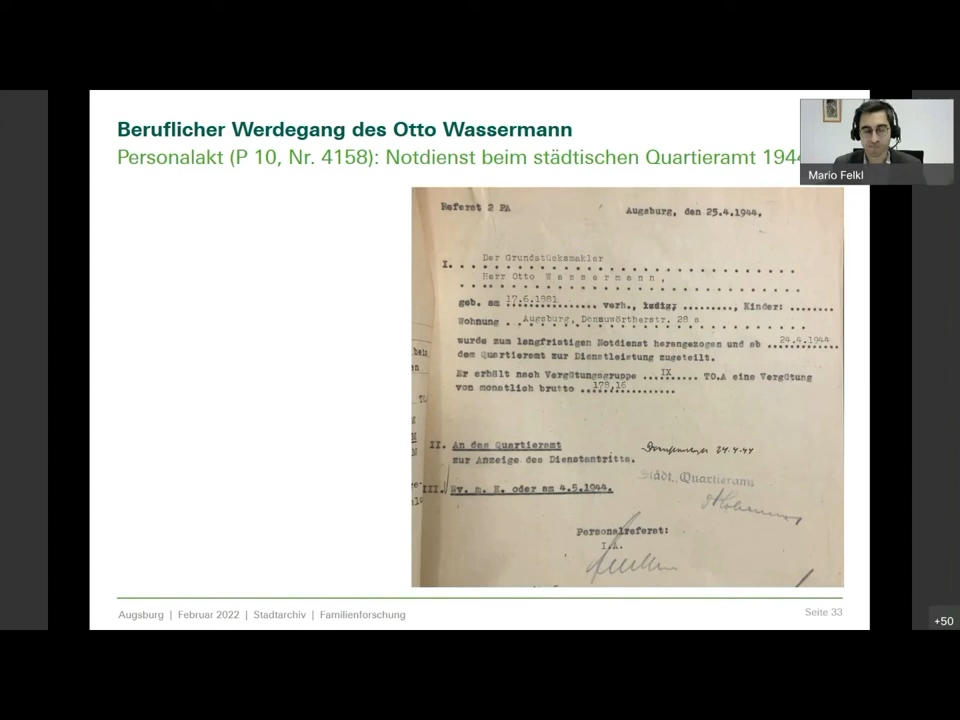 Beruflicher Werdegang des Otto Wassermann
Personalakt (P 10, Nr. 4158): Notdienst beim städtischen Quartieramt 194
Mario Felkl
Referat 2 PA
Augsburg, den 25.4.1944.
I. Der Grundstücksmakler
Herr Otto Wassermann,
geb. am 17.6.1881 verh., ledig; ........, Kinder: ........
Wohnung . Augsburg, Donauwörtherstr. 28 a
wurde zum langfristigen Notdienst herangezogen und ab 24.4.1944
dem Quartieramt zur Dienstleistung zugeteilt.
Er erhält nach Vergütungsgruppe IX TO.A eine Vergütung
von monatlich brutto 178,16
II. An das Quartieramt
zur Anzeige des Dienstantritts.
24.4.44
Städt. Quartieramt
III. Wv. m. E. oder am 4.5.1944.
Personalreferat:
I.A.
Augsburg | Februar 2022 | Stadtarchiv | Familienforschung
Seite 33
+50